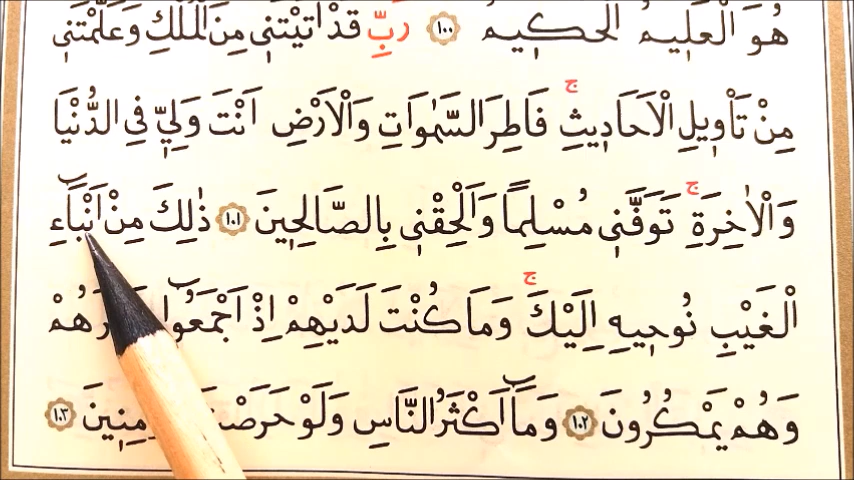 هُوَ الْعَلِيمُ الْحَكِيمُ ١٠٠ رَبِّ قَدْ اٰتَيْتَنِى مِنَ الْمُلْكِ وَعَلَّمْتَنِى
مِنْ تَأْوِيلِ الْاَحَادِيثِ ۚ فَاطِرَ السَّمٰوَاتِ وَالْاَرْضِ اَنْتَ وَلِيِّ فِى الدُّنْيَا
وَالْاٰخِرَةِ ۚ تَوَفَّنِى مُسْلِمًا وَاَلْحِقْنِى بِالصَّالِحِينَ ١٠١ ذٰلِكَ مِنْ اَنْبَٓاءِ
الْغَيْبِ نُوحِيهِ اِلَيْكَ ۚ وَمَا كُنْتَ لَدَيْهِمْ اِذْ اَجْمَعُٓوا
وَهُمْ يَمْكُرُونَ ١٠٢ وَمَٓا اَكْثَرُ النَّاسِ وَلَوْ حَرَصْتَ ١٠٣